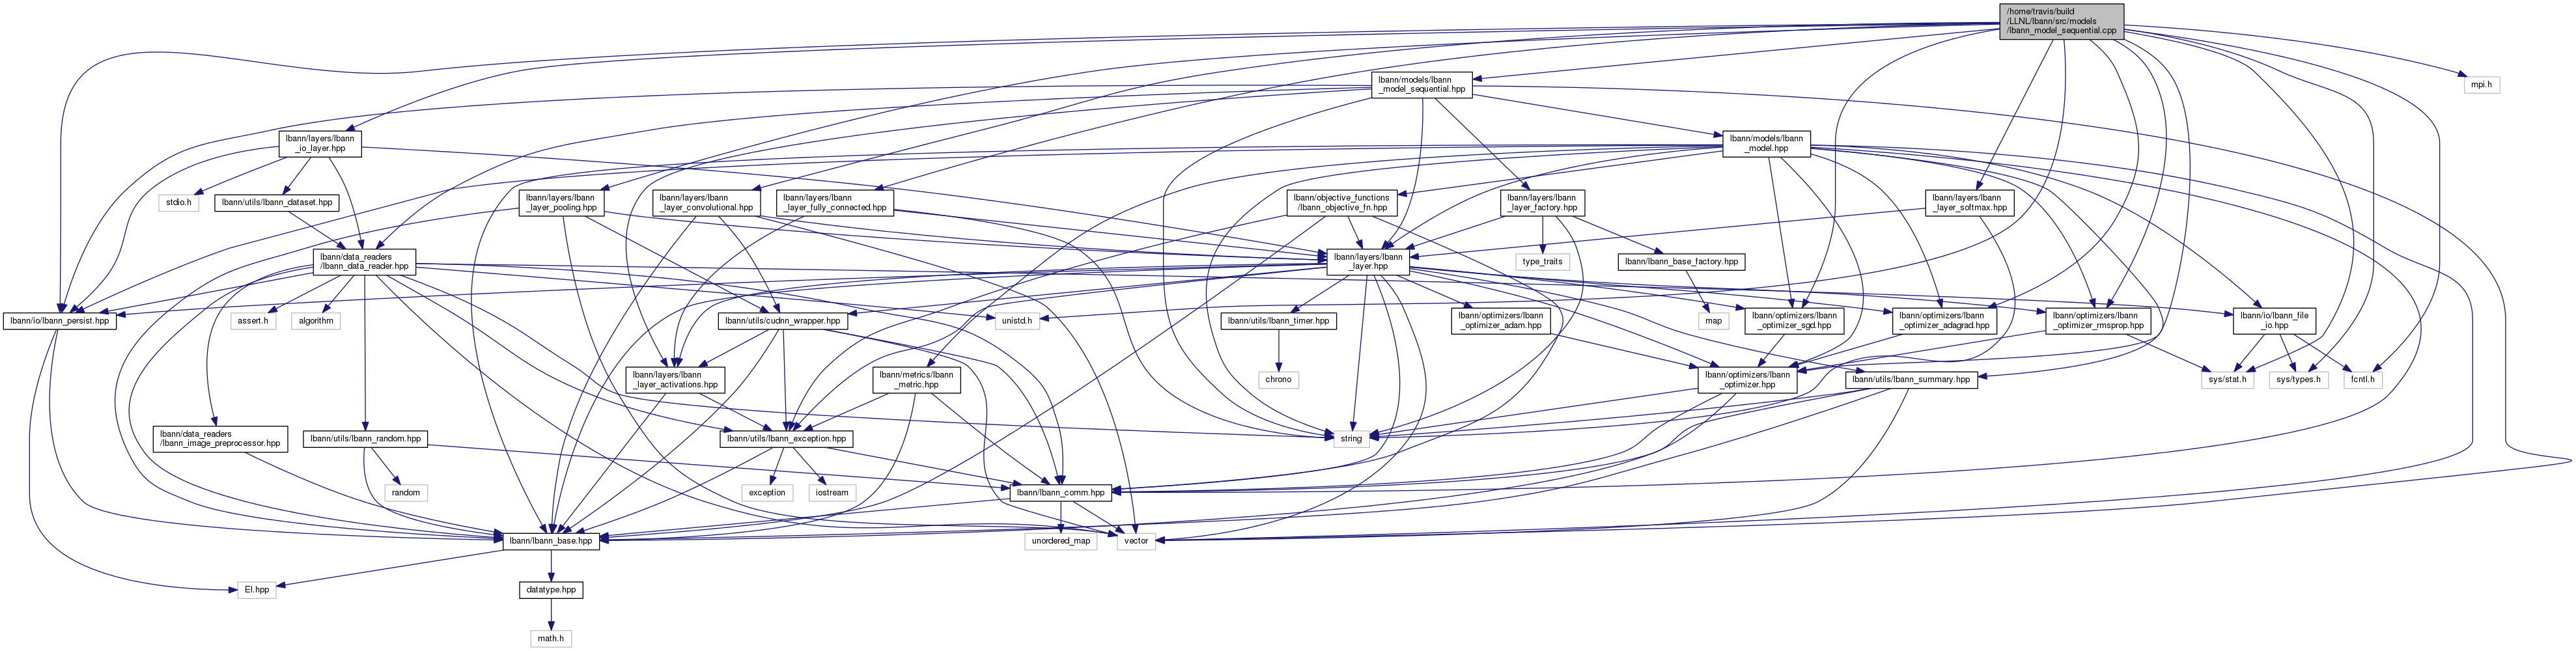 /home/travis/build
/LLNL/lbann/src/models
/lbann_model_sequential.cpp
lbann/models/lbann
_model_sequential.hpp
mpi.h
lbann/layers/lbann
_io_layer.hpp
lbann/models/lbann
_model.hpp
stdio.h
lbann/utils/lbann_dataset.hpp
lbann/layers/lbann
_layer_pooling.hpp
lbann/layers/lbann
_layer_convolutional.hpp
lbann/layers/lbann
_layer_fully_connected.hpp
lbann/objective_functions
/lbann_objective_fn.hpp
lbann/layers/lbann
_layer_factory.hpp
lbann/layers/lbann
_layer_softmax.hpp
lbann/data_readers
/lbann_data_reader.hpp
lbann/layers/lbann
_layer.hpp
type_traits
lbann/lbann_base_factory.hpp
lbann/io/lbann_persist.hpp
assert.h
algorithm
lbann/utils/cudnn_wrapper.hpp
unistd.h
lbann/utils/lbann_timer.hpp
lbann/optimizers/lbann
_optimizer_adam.hpp
map
lbann/optimizers/lbann
_optimizer_sgd.hpp
lbann/optimizers/lbann
_optimizer_adagrad.hpp
lbann/optimizers/lbann
_optimizer_rmsprop.hpp
lbann/io/lbann_file
_io.hpp
lbann/layers/lbann
_layer_activations.hpp
lbann/metrics/lbann
_metric.hpp
chrono
lbann/optimizers/lbann
_optimizer.hpp
lbann/utils/lbann_summary.hpp
sys/stat.h
sys/types.h
fcntl.h
lbann/data_readers
/lbann_image_preprocessor.hpp
lbann/utils/lbann_random.hpp
lbann/utils/lbann_exception.hpp
string
random
exception
iostream
lbann/lbann_comm.hpp
lbann/lbann_base.hpp
unordered_map
vector
El.hpp
datatype.hpp
math.h